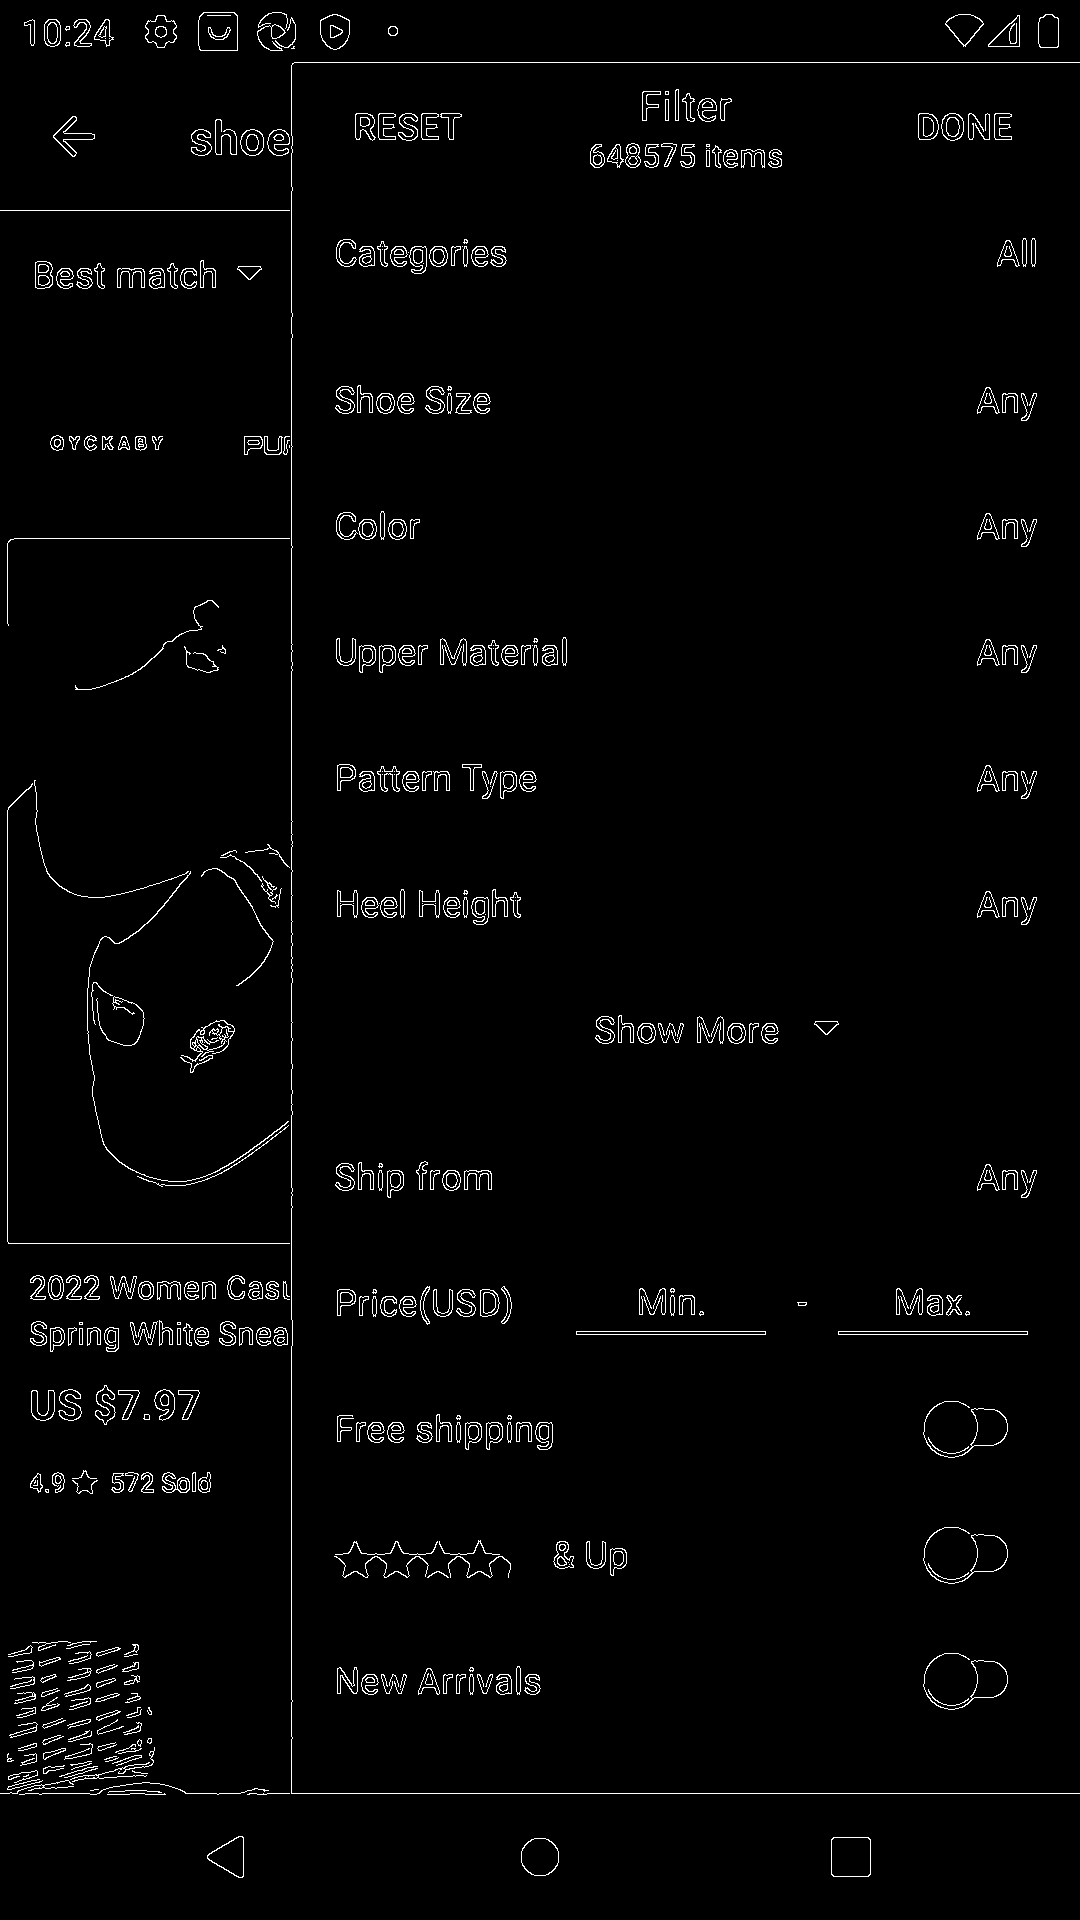 10:24
shoe
RESET
Filter
DONE
648575 items
Categories
All
Best match
Shoe Size
Any
OYCKABY
PUR
Color
Any
Upper Material
Any
Pattern Type
Any
Heel Height
Any
Show More
Ship from
Any
2022 Women Casu
Spring White Snea
US $7.97
4.9 572 Sold
Price(USD)
Min.
-
Max.
Free shipping
& Up
New Arrivals